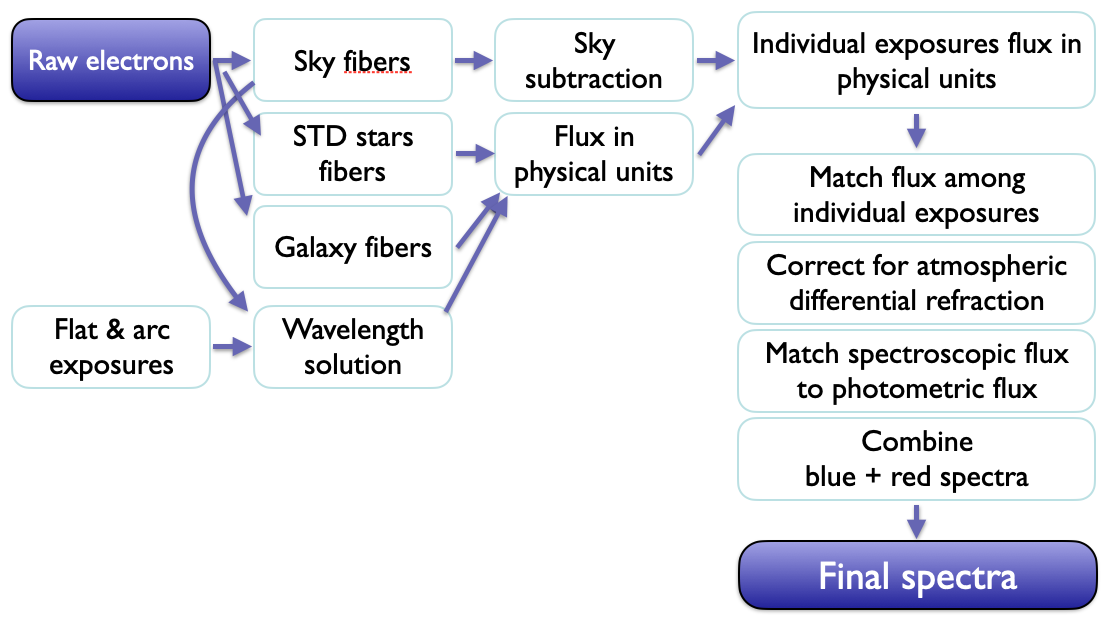 Raw electrons
Sky fibers
Sky
subtraction
Individual exposures flux in
physical units
STD stars
fibers
Flux in
physical units
Match flux among
individual exposures
Galaxy fibers
Correct for atmospheric
differential refraction
Flat & arc
exposures
Wavelength
solution
Match spectroscopic flux
to photometric flux
Combine
blue + red spectra
Final spectra